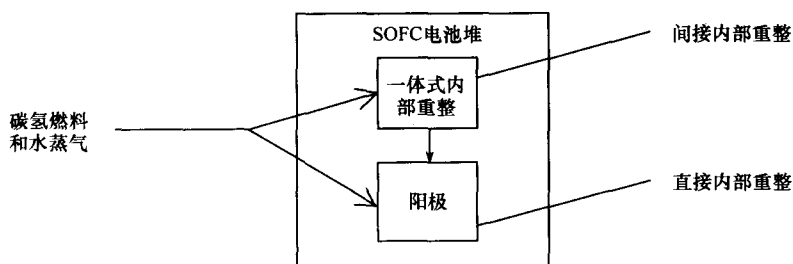 SOFC电池堆
间接内部重整
一体式内
部重整
碳氢燃料
和水蒸气
阳极
直接内部重整